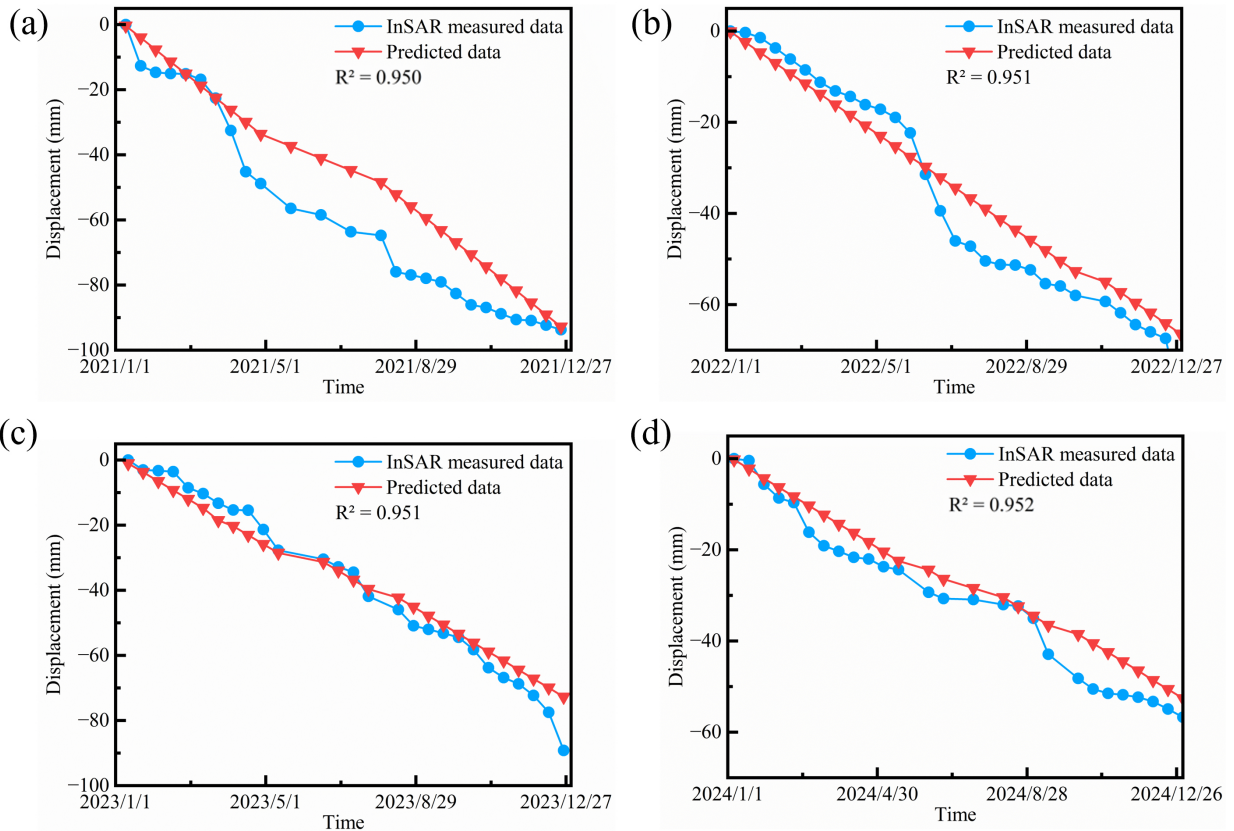 (a)
InSAR measured data
Predicted data
R² = 0.950
0
−20
−40
−60
−80
−100
Displacement (mm)
2021/1/1
2021/5/1
2021/8/29
2021/12/27
Time
(b)
InSAR measured data
Predicted data
R² = 0.951
0
−20
−40
−60
Displacement (mm)
2022/1/1
2022/5/1
2022/8/29
2022/12/27
Time
(c)
InSAR measured data
Predicted data
R² = 0.951
0
−20
−40
−60
−80
−100
Displacement (mm)
2023/1/1
2023/5/1
2023/8/29
2023/12/27
Time
(d)
InSAR measured data
Predicted data
R² = 0.952
0
−20
−40
−60
Displacement (mm)
2024/1/1
2024/4/30
2024/8/28
2024/12/26
Time